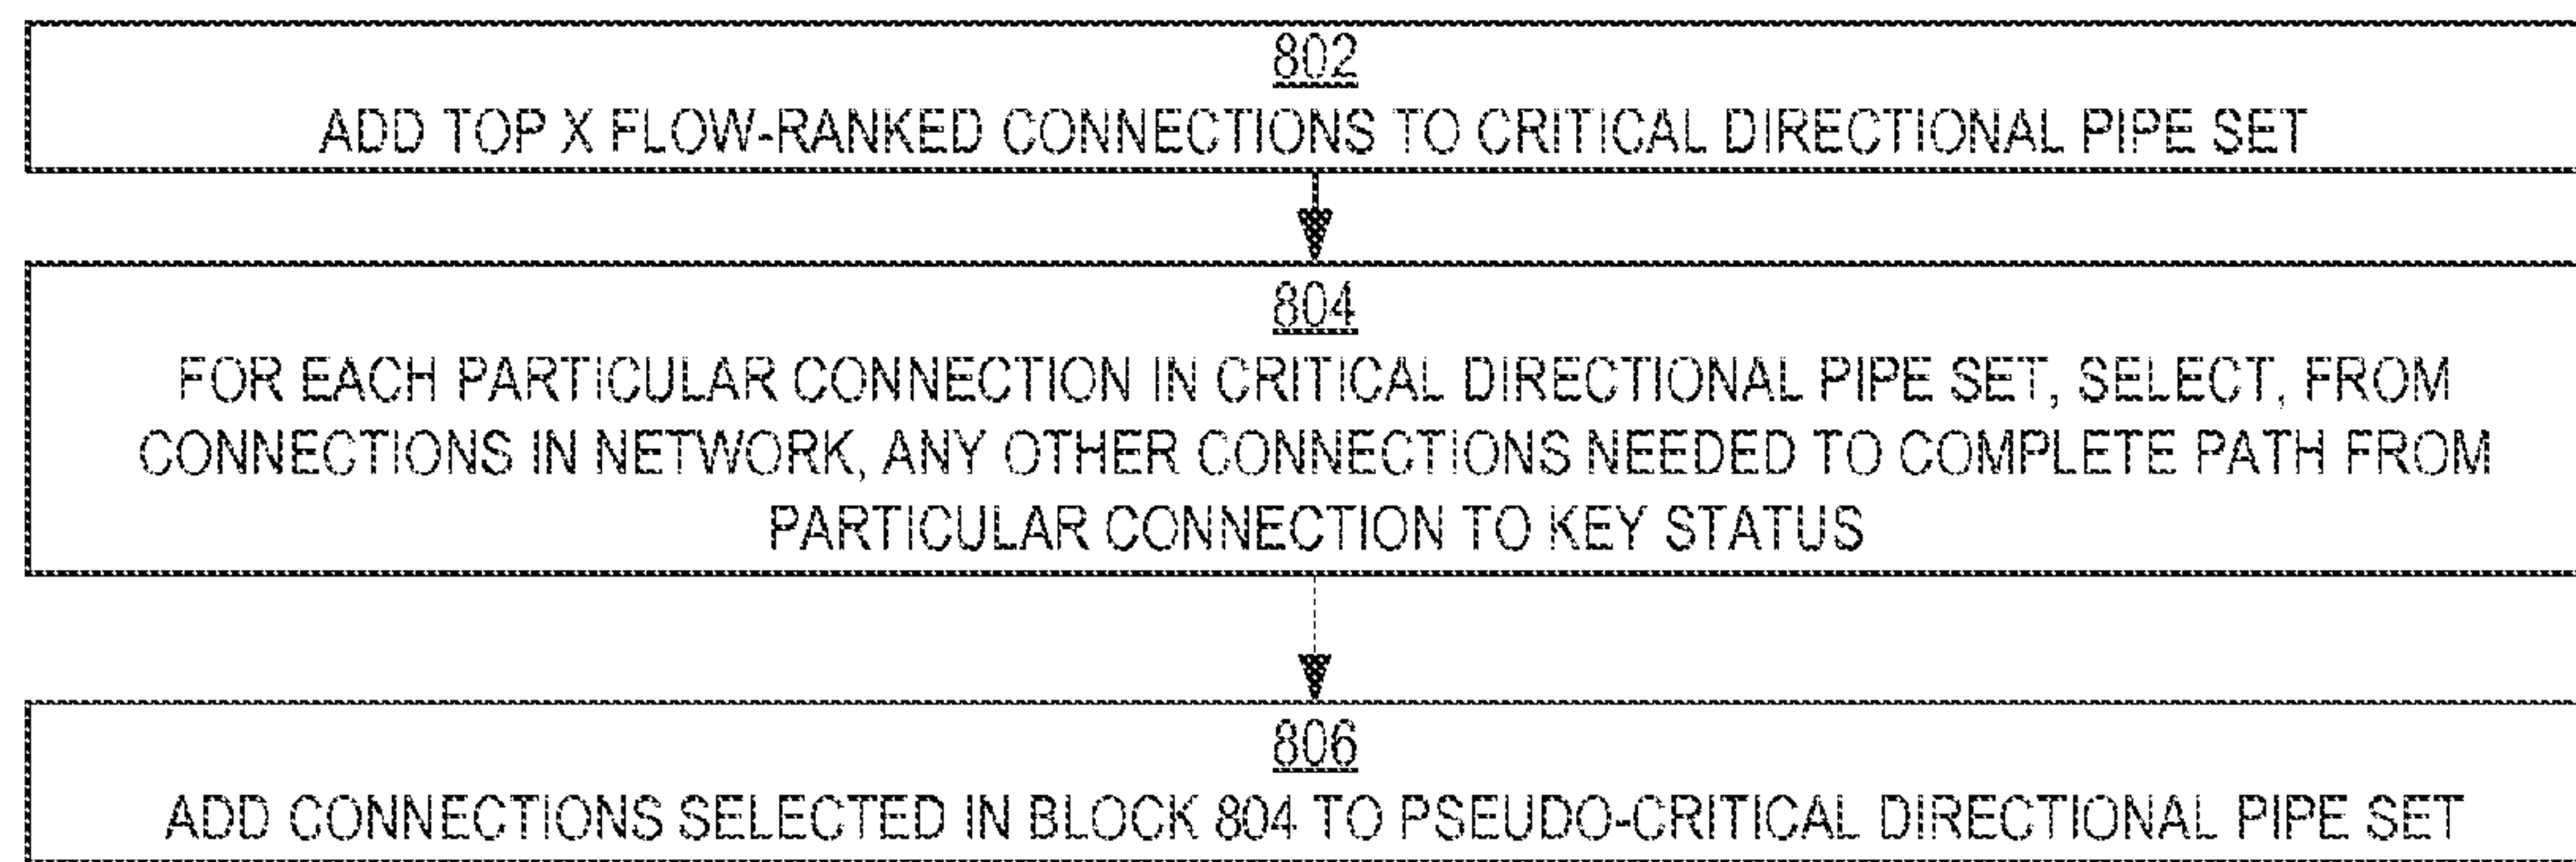 802
ADD TOP X FLOW-RANKED CONNECTIONS TO CRITICAL DIRECTIONAL PIPE SET
804
FOR EACH PARTICULAR CONNECTION IN CRITICAL DIRECTIONAL PIPE SET, SELECT, FROM
CONNECTIONS IN NETWORK, ANY OTHER CONNECTIONS NEEDED TO COMPLETE PATH FROM
PARTICULAR CONNECTION TO KEY STATUS
806
ADD CONNECTIONS SELECTED IN BLOCK 804 TO PSEUDO-CRITICAL DIRECTIONAL PIPE SET